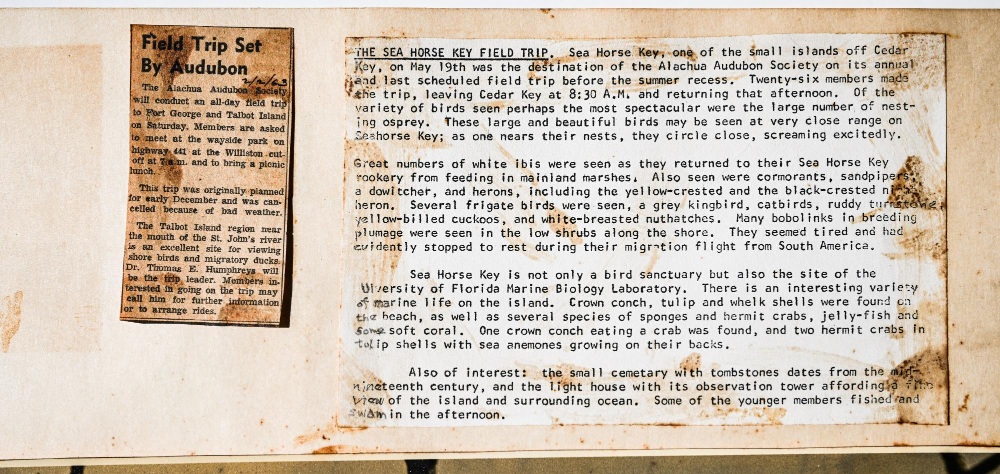 Field Trip Set
By Audubon
2/2/63
The Alachua Audubon Society
will conduct an all-day field trip
to Fort George and Talbot Island
on Saturday. Members are asked
to meet at the wayside park on
highway 441 at the Williston cut-
off at 7 a.m. and to bring a picnic
lunch.
This trip was originally planned
for early December and was can-
celled because of bad weather.
The Talbot Island region near
the mouth of the St. John's river
is an excellent site for viewing
shore birds and migratory ducks.
Dr. Thomas E. Humphreys will
be the trip leader. Members in-
terested in going on the trip may
call him for further information
or to arrange rides.
THE SEA HORSE KEY FIELD TRIP. Sea Horse Key, one of the small islands off Cedar
Key, on May 19th was the destination of the Alachua Audubon Society on its annual
and last scheduled field trip before the summer recess. Twenty-six members made
the trip, leaving Cedar Key at 8:30 A.M. and returning that afternoon. Of the
variety of birds seen perhaps the most spectacular were the large number of nest-
ing osprey. These large and beautiful birds may be seen at very close range on
Seahorse Key; as one nears their nests, they circle close, screaming excitedly.
Great numbers of white ibis were seen as they returned to their Sea Horse Key
rookery from feeding in mainland marshes. Also seen were cormorants, sandpipers,
a dowitcher, and herons, including the yellow-crested and the black-crested night
heron. Several frigate birds were seen, a grey kingbird, catbirds, ruddy turnstone,
yellow-billed cuckoos, and white-breasted nuthatches. Many bobolinks in breeding
plumage were seen in the low shrubs along the shore. They seemed tired and had
evidently stopped to rest during their migration flight from South America.
Sea Horse Key is not only a bird sanctuary but also the site of the
Uiversity of Florida Marine Biology Laboratory. There is an interesting variety
of marine life on the island. Crown conch, tulip and whelk shells were found on
the beach, as well as several species of sponges and hermit crabs, jelly-fish and
some soft coral. One crown conch eating a crab was found, and two hermit crabs in
tulip shells with sea anemones growing on their backs.
Also of interest: the small cemetary with tombstones dates from the mid-
nineteenth century, and the light house with its observation tower affording a fine
view of the island and surrounding ocean. Some of the younger members fished and
swam in the afternoon.